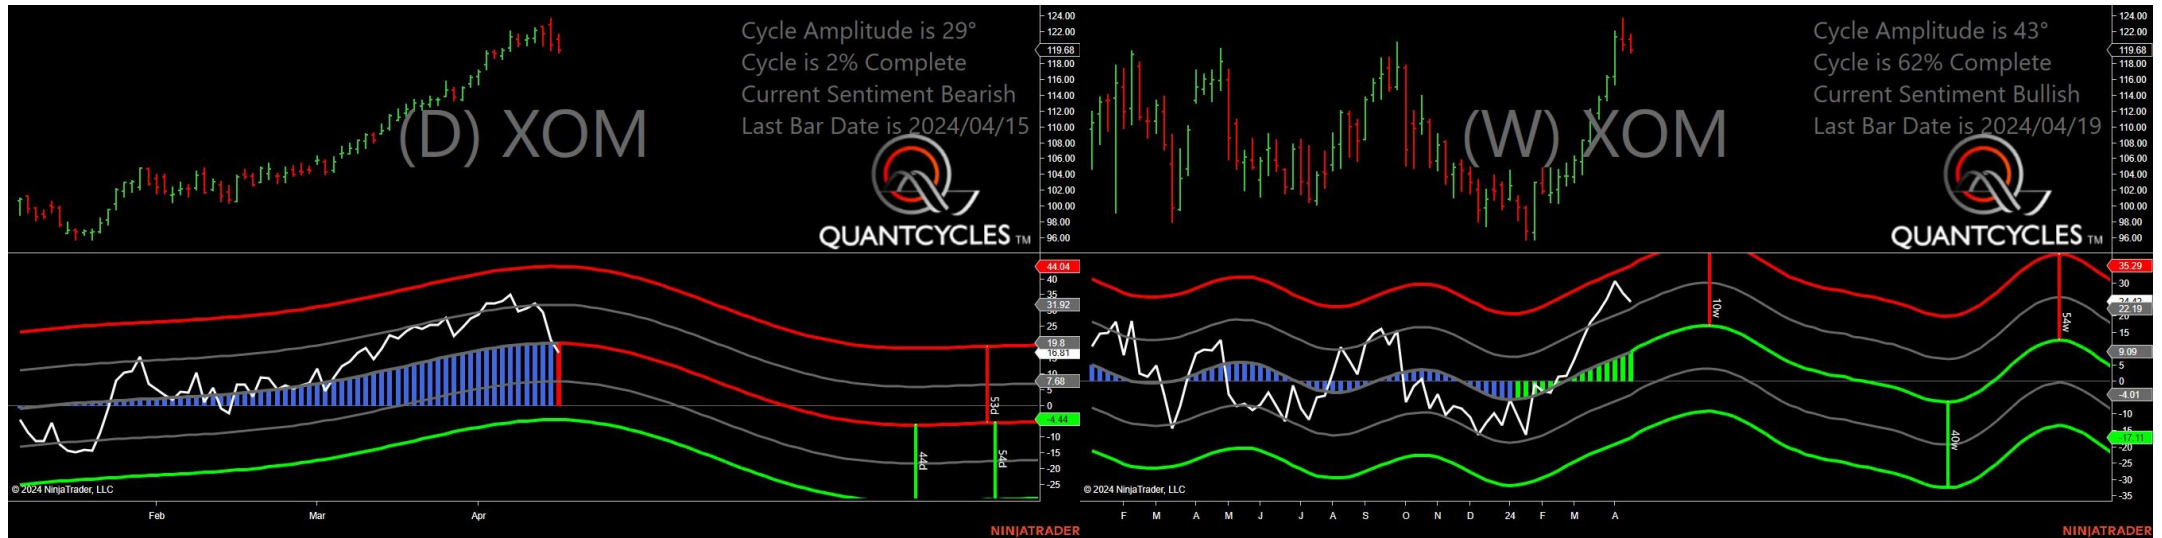 Cycle Amplitude is 29°
Cycle is 2% Complete
Current Sentiment Bearish
Last Bar Date is 2024/04/15
(D) XOM
QUANTCYCLES TM
124.00
122.00
119.68
118.00
116.00
114.00
112.00
110.00
108.00
106.00
104.00
102.00
100.00
98.00
96.00
44.04
40
35
31.92
30
25
19.8
16.81
10
7.68
5
0
-4.44
-10
-15
-20
-25
53d
44d
54d
© 2024 NinjaTrader, LLC
Feb
Mar
Apr
NINJATRADER
Cycle Amplitude is 43°
Cycle is 62% Complete
Current Sentiment Bullish
Last Bar Date is 2024/04/19
(W) XOM
QUANTCYCLES TM
124.00
122.00
119.68
118.00
116.00
114.00
112.00
110.00
108.00
106.00
104.00
102.00
100.00
98.00
96.00
35.29
30
22.19
20
15
9.09
5
0
-4.01
-10
-15
-17.11
-20
-25
-30
-35
10w
54w
40w
© 2024 NinjaTrader, LLC
F M A M J J A S O N D 24 F M A
NINJATRADER